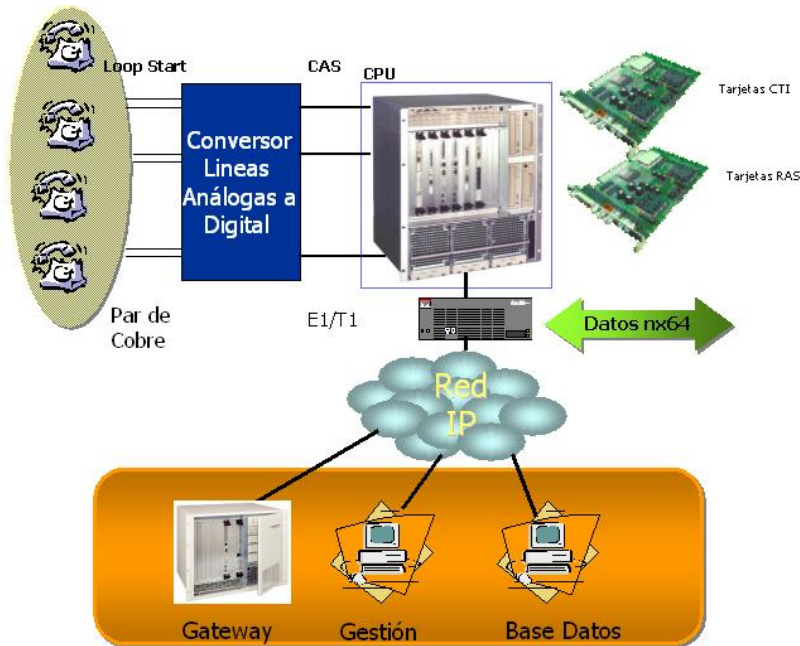 Loop Start
CAS
CPU
Tarjetas CTI
Conversor
Lineas
Análogas a
Digital
Tarjetas RAS
Par de
Cobre
E1/T1
Datos nx64
Red
IP
Gateway
Gestión
Base Datos